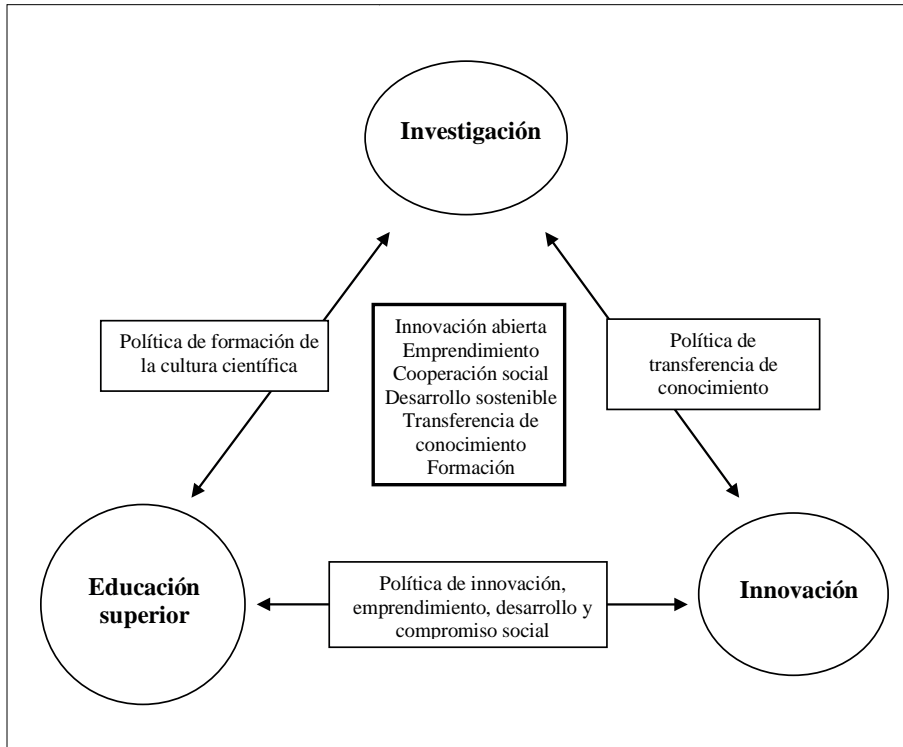 Investigación
Política de formación de
la cultura científica
Innovación abierta
Emprendimiento
Cooperación social
Desarrollo sostenible
Transferencia de
conocimiento
Formación
Política de
transferencia de
conocimiento
Educación
superior
Política de innovación,
emprendimiento, desarrollo y
compromiso social
Innovación